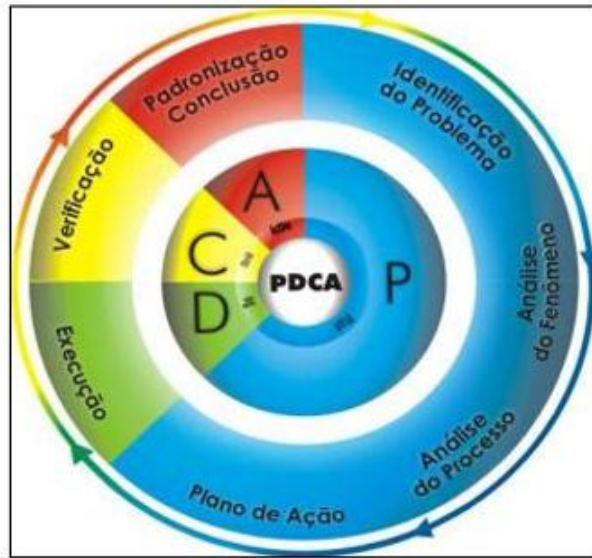 Identificação
do Problema
Análise
do Fenômeno
Análise
do Processo
Plano de Ação
Execução
Verificação
Padronização
Conclusão
P
D
C
A
PDCA